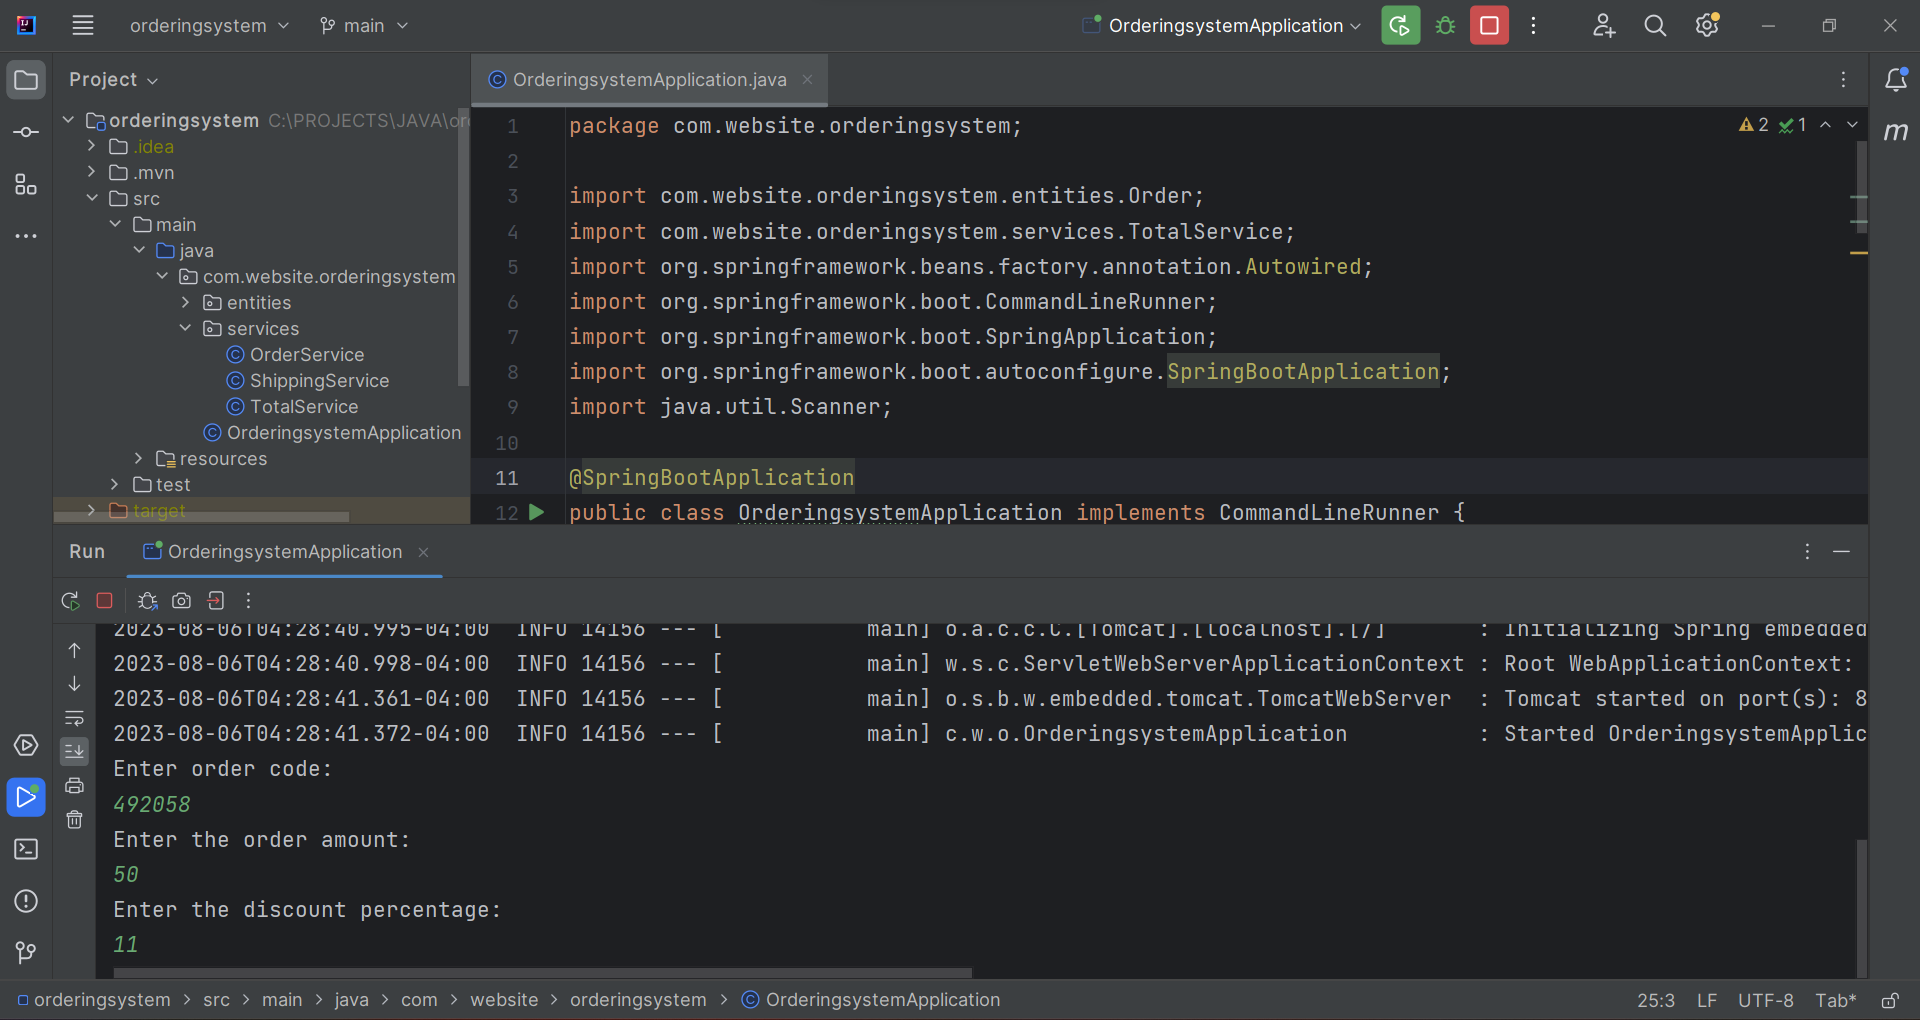 orderingsystem
main
OrderingsystemApplication
Project
OrderingsystemApplication.java
orderingsystem C:\PROJECTS\JAVA\or
.idea
.mvn
src
main
java
com.website.orderingsystem
entities
services
OrderService
ShippingService
TotalService
OrderingsystemApplication
resources
test
target
2 1
m
1 package com.website.orderingsystem;
2
3 import com.website.orderingsystem.entities.Order;
4 import com.website.orderingsystem.services.TotalService;
5 import org.springframework.beans.factory.annotation.Autowired;
6 import org.springframework.boot.CommandLineRunner;
7 import org.springframework.boot.SpringApplication;
8 import org.springframework.boot.autoconfigure.SpringBootApplication;
9 import java.util.Scanner;
10
11 @SpringBootApplication
12 public class OrderingsystemApplication implements CommandLineRunner {
Run OrderingsystemApplication
2023-08-06T04:28:40.995-04:00 INFO 14156 --- [ main] o.a.c.c.C.[Tomcat].[localhost].[/] : Initializing Spring embedded
2023-08-06T04:28:40.998-04:00 INFO 14156 --- [ main] w.s.c.ServletWebServerApplicationContext : Root WebApplicationContext:
2023-08-06T04:28:41.361-04:00 INFO 14156 --- [ main] o.s.b.w.embedded.tomcat.TomcatWebServer : Tomcat started on port(s): 8
2023-08-06T04:28:41.372-04:00 INFO 14156 --- [ main] c.w.o.OrderingsystemApplication : Started OrderingsystemApplic
Enter order code:
492058
Enter the order amount:
50
Enter the discount percentage:
11
orderingsystem > src > main > java > com > website > orderingsystem > OrderingsystemApplication
25:3 LF UTF-8 Tab*